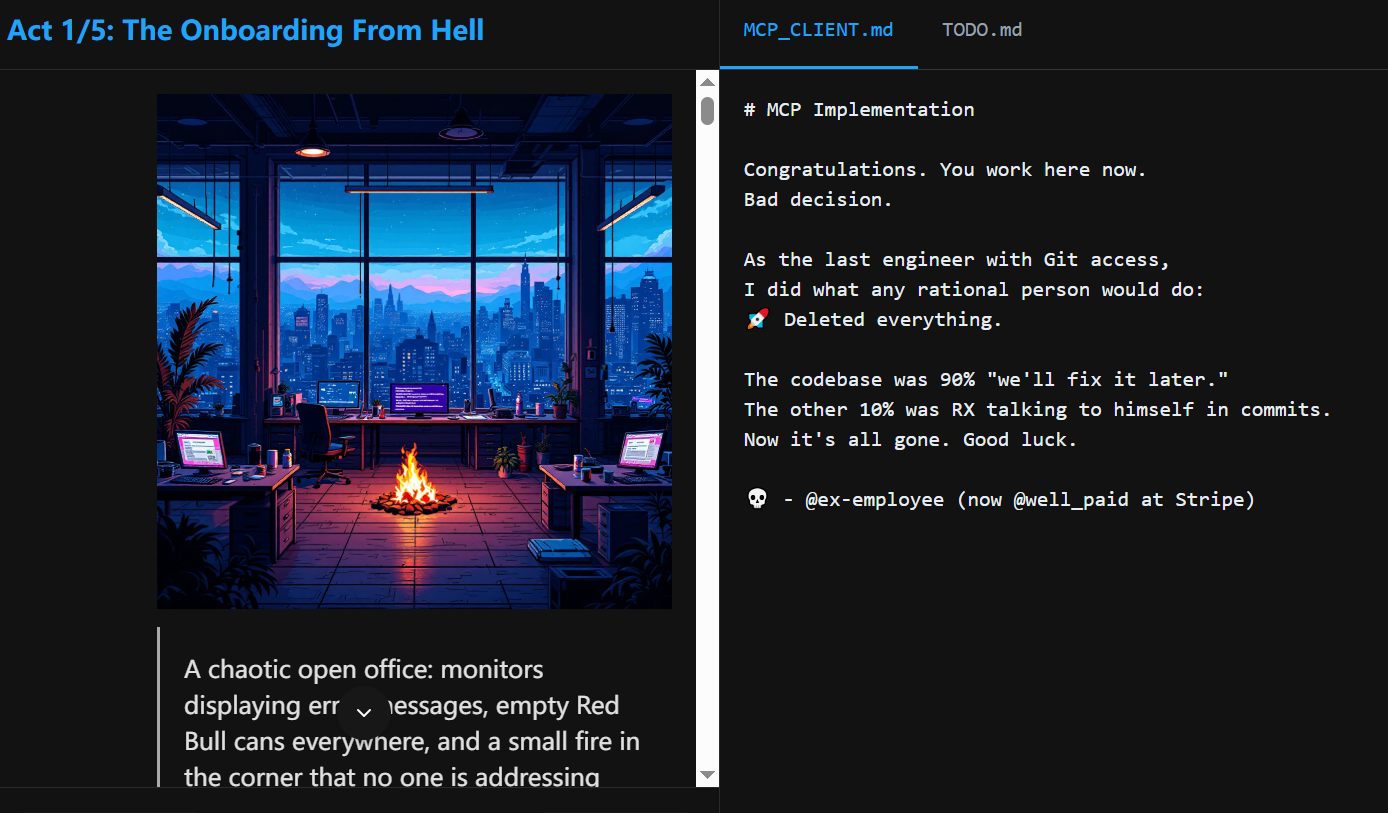 Act 1/5: The Onboarding From Hell
A chaotic open office: monitors
displaying err essages, empty Red
Bull cans everywhere, and a small fire in
the corner that no one is addressing
MCP_CLIENT.md
TODO.md
# MCP Implementation
Congratulations. You work here now.
Bad decision.
As the last engineer with Git access,
I did what any rational person would do:
🚀 Deleted everything.
The codebase was 90% "we'll fix it later."
The other 10% was RX talking to himself in commits.
Now it's all gone. Good luck.
💀 - @ex-employee (now @well_paid at Stripe)